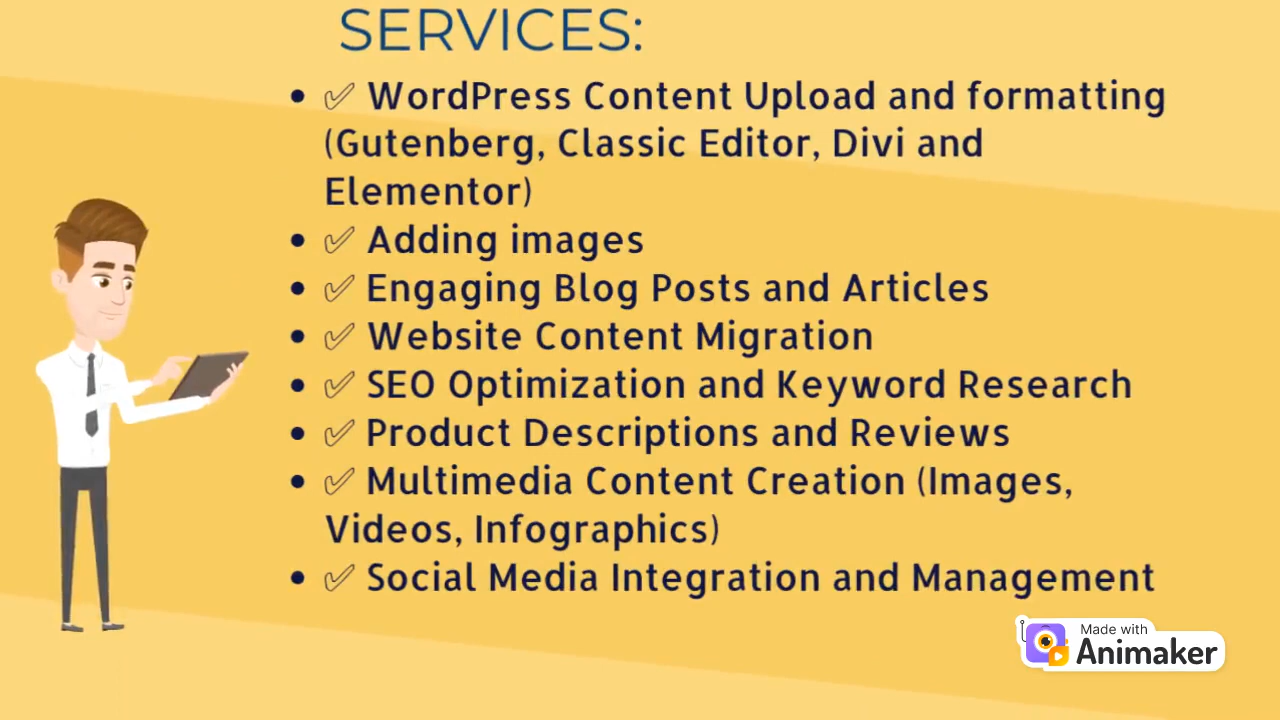 SERVICES:
• ✅ WordPress Content Upload and formatting
(Gutenberg, Classic Editor, Divi and
Elementor)
• ✅ Adding images
• ✅ Engaging Blog Posts and Articles
• ✅ Website Content Migration
• ✅ SEO Optimization and Keyword Research
• ✅ Product Descriptions and Reviews
• ✅ Multimedia Content Creation (Images,
Videos, Infographics)
• ✅ Social Media Integration and Management
Made with
Animaker